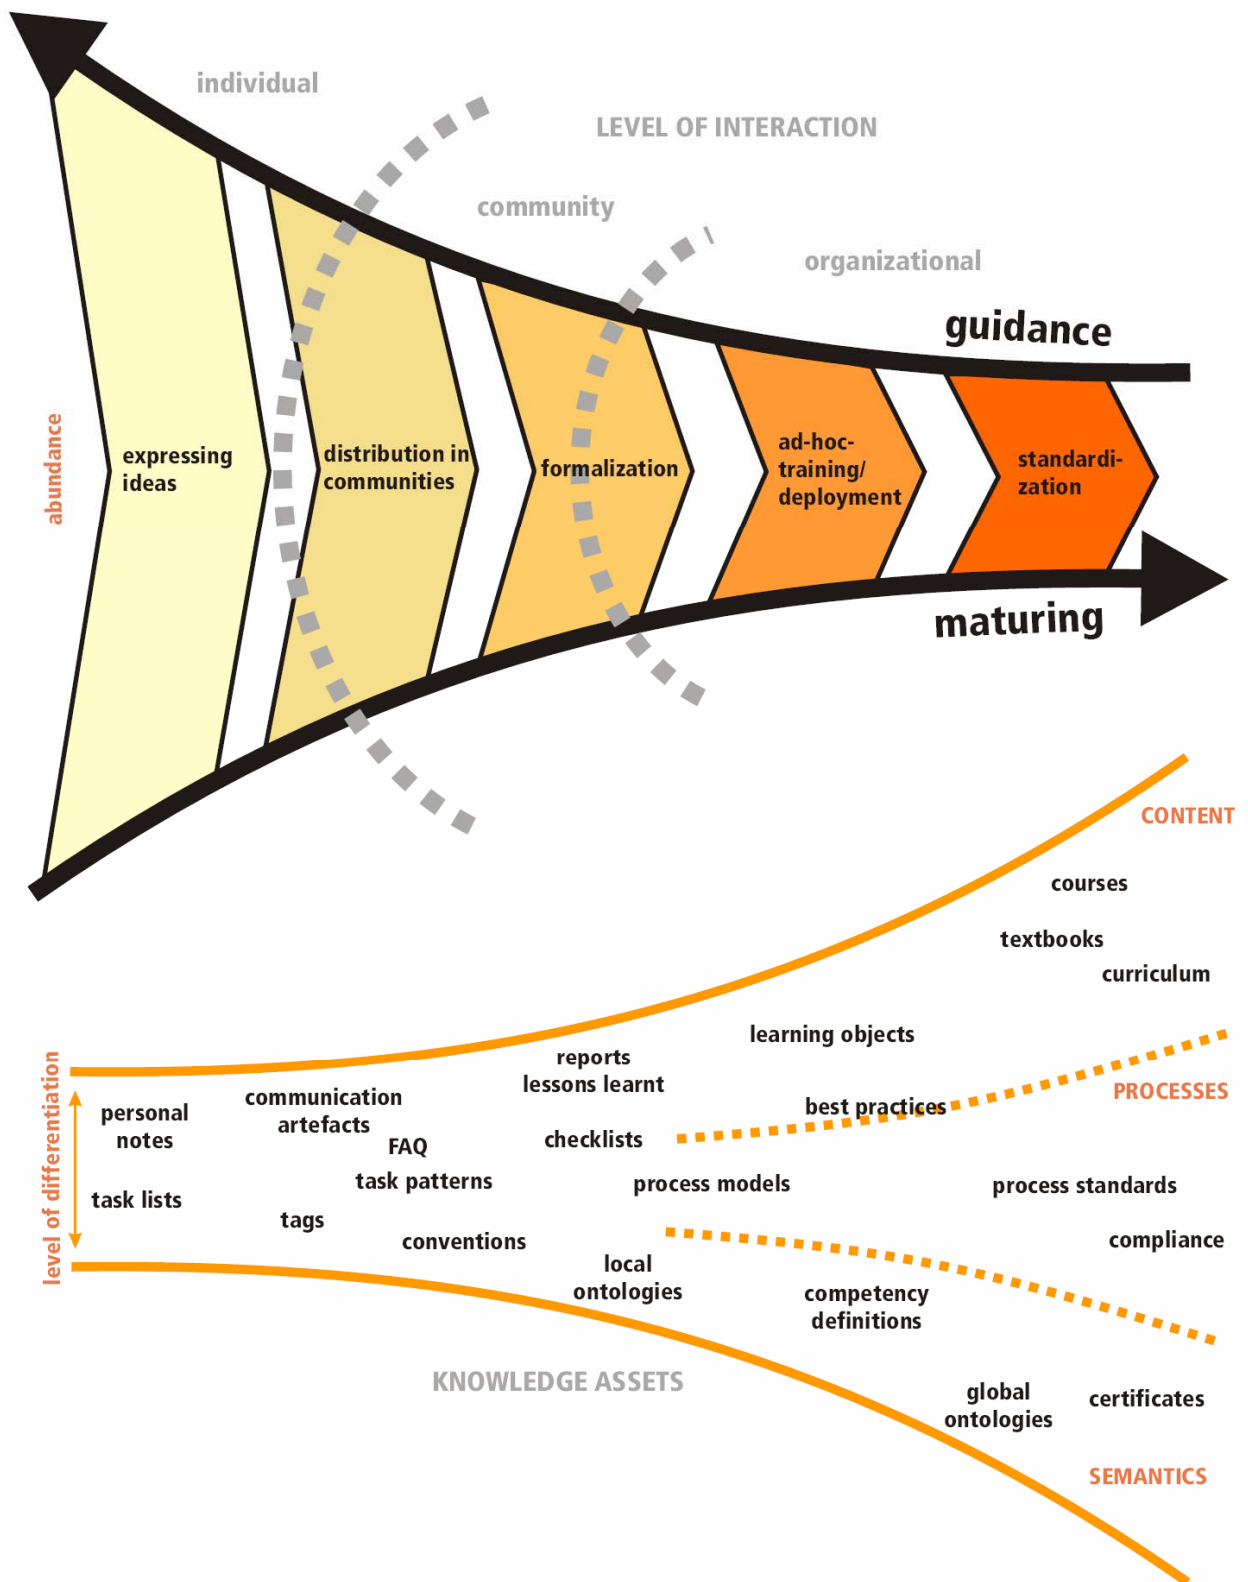 individual
LEVEL OF INTERACTION
community
organizational
guidance
abundance
expressing
ideas
distribution in
communities
formalization
ad-hoc-
training/
deployment
standardi-
zation
maturing
CONTENT
courses
textbooks
curriculum
learning objects
reports
lessons learnt
level of differentiation
communication
artefacts
personal
notes
best practices
PROCESSES
FAQ
checklists
task patterns
process models
process standards
task lists
tags
conventions
compliance
local
ontologies
competency
definitions
KNOWLEDGE ASSETS
global
ontologies
certificates
SEMANTICS